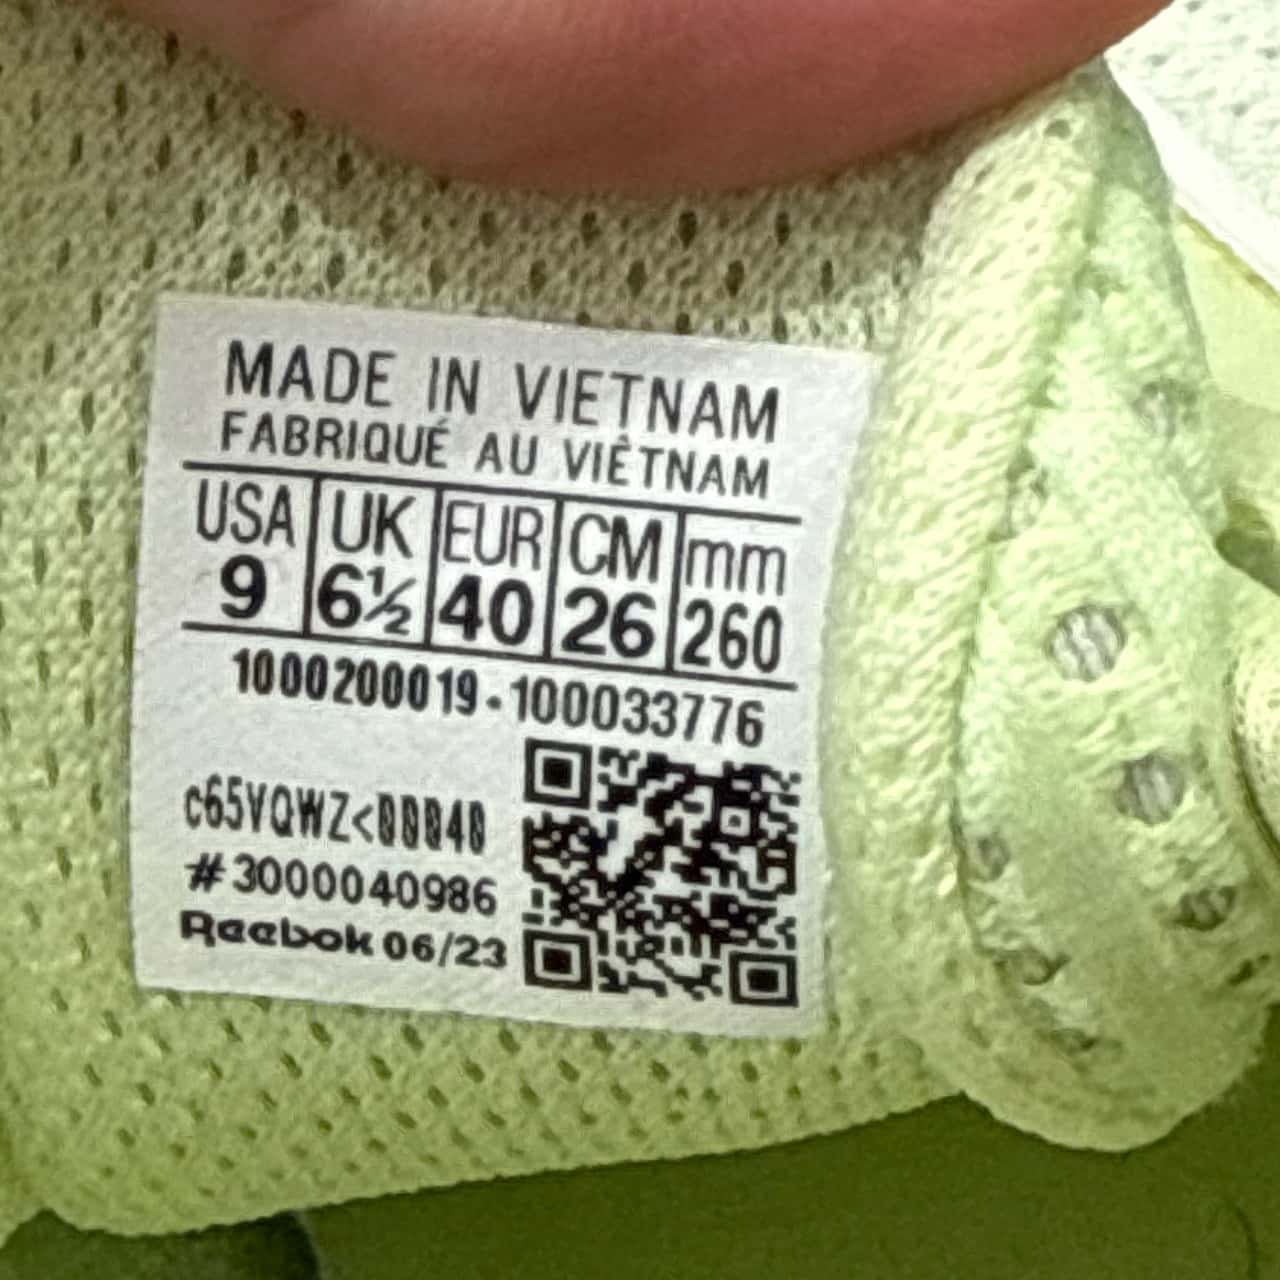 MADE IN VIETNAM
FABRIQUÉ AU VIÊTNAM
USA UK EUR CM mm
9 6½ 40 26 260
1000200019-100033776
c65VQWZ<00040
#3000040986
Reebok 06/23